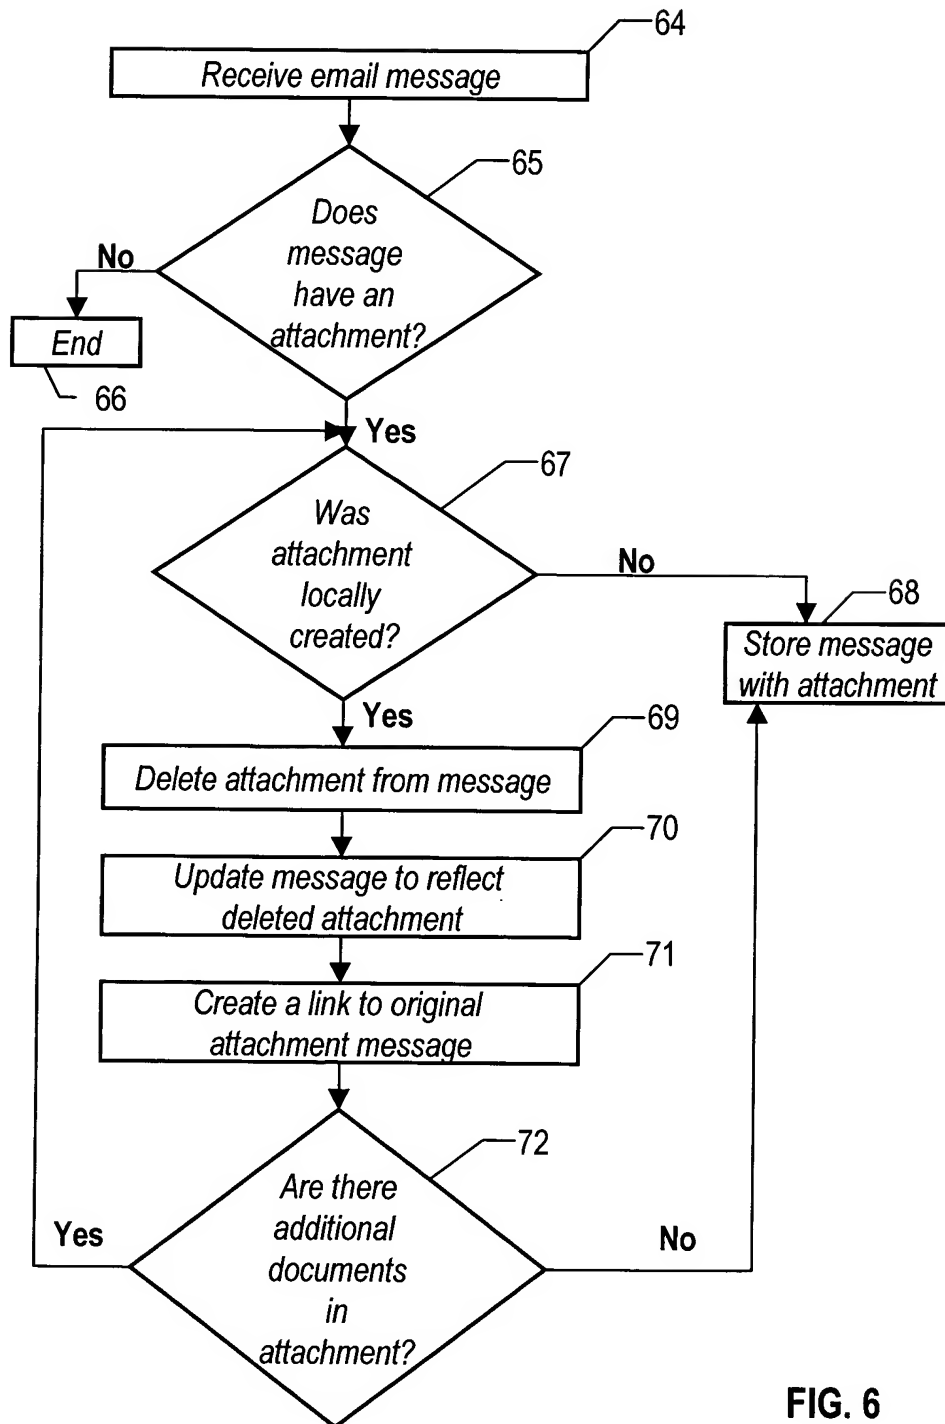 64
Receive email message
65
Does
message
have an
attachment?
No
End
66
Yes
67
Was
attachment
locally
created?
No
68
Store message
with attachment
Yes
69
Delete attachment from message
70
Update message to reflect
deleted attachment
71
Create a link to original
attachment message
72
Are there
additional
documents
in
attachment?
Yes
No
FIG. 6